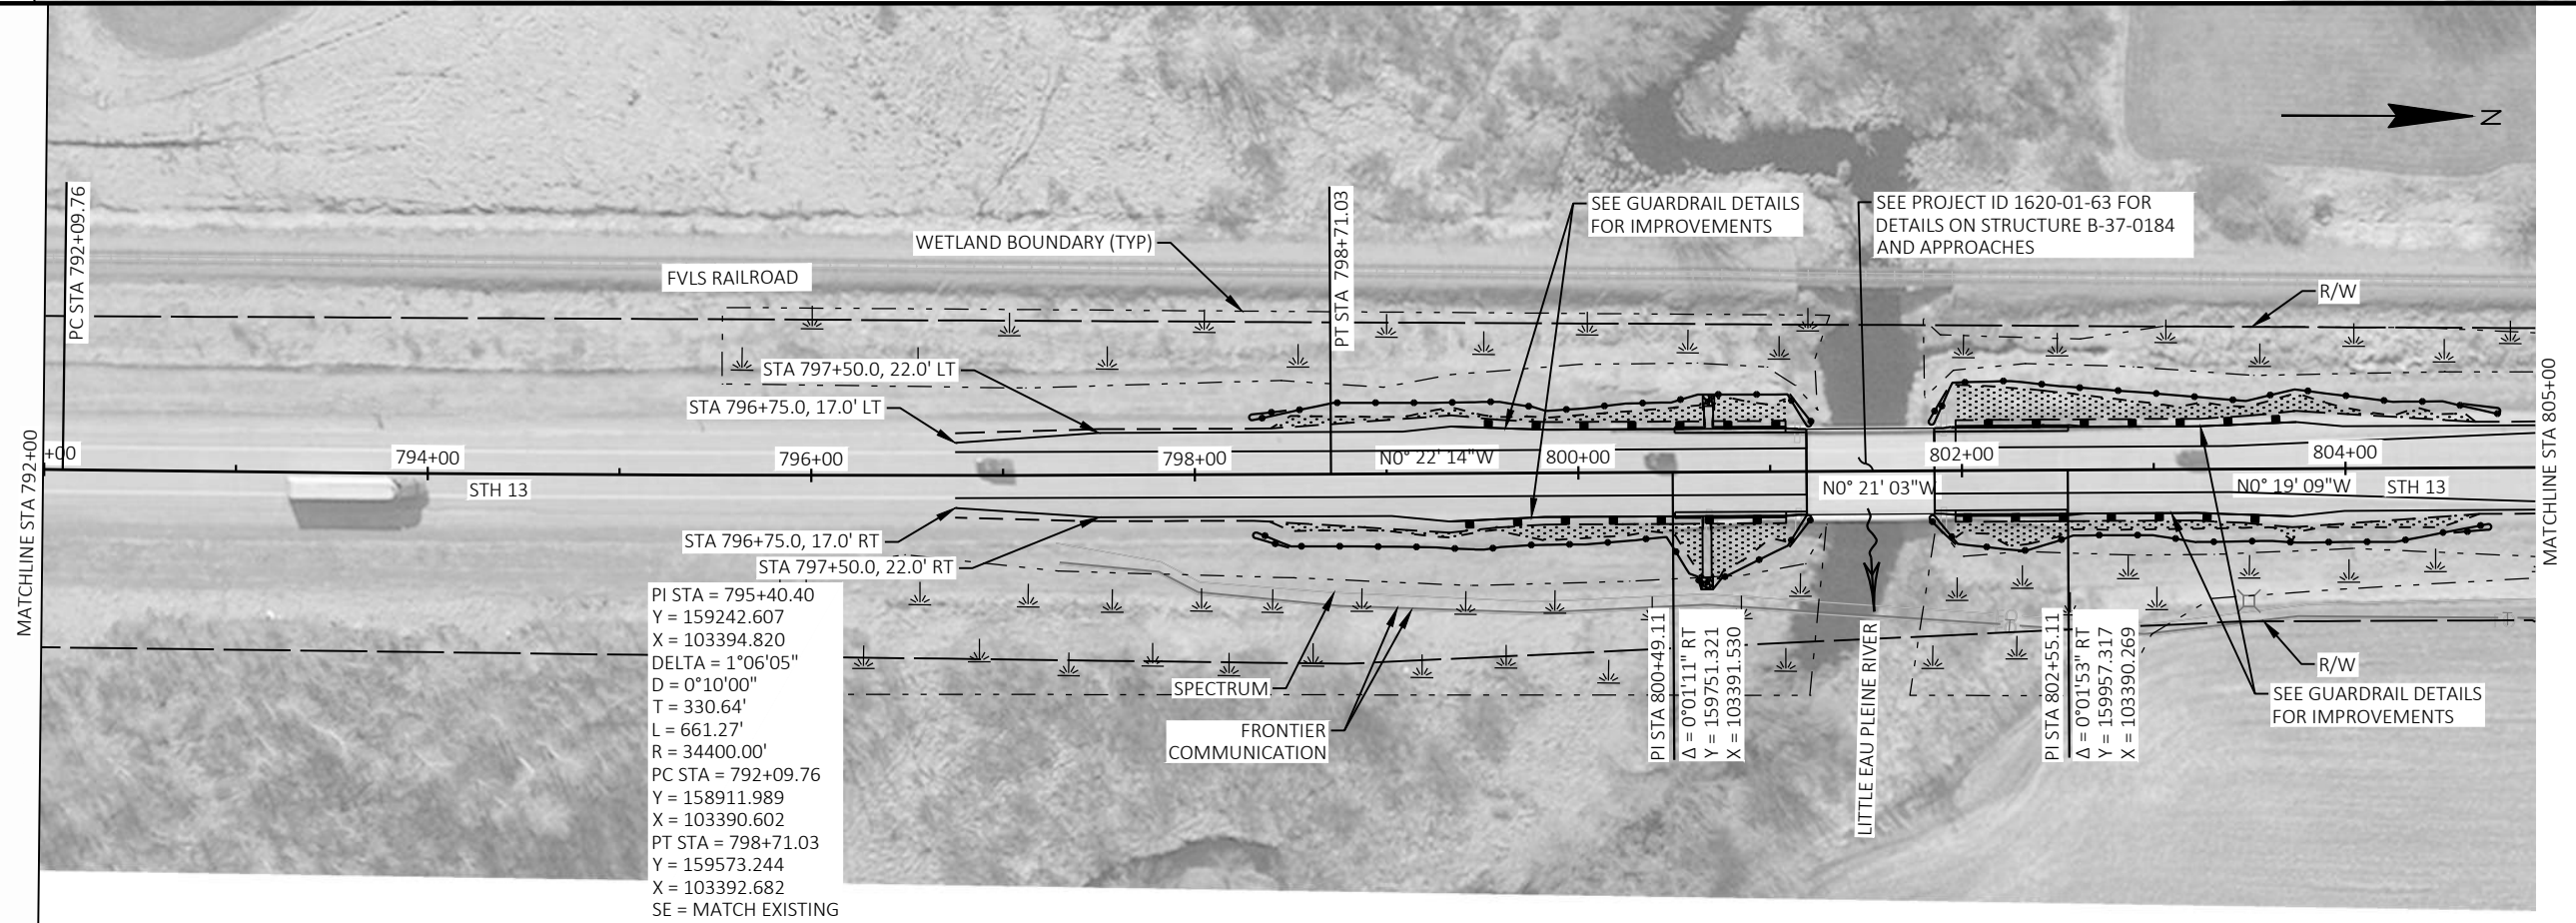 MATCHLINE STA 792+00
PC STA 792+09.76
FVLS RAILROAD
WETLAND BOUNDARY (TYP)
PT STA 798+71.03
SEE GUARDRAIL DETAILS
FOR IMPROVEMENTS
SEE PROJECT ID 1620-01-63 FOR
DETAILS ON STRUCTURE B-37-0184
AND APPROACHES
N
R/W
STA 797+50.0, 22.0' LT
STA 796+75.0, 17.0' LT
+00
794+00
796+00
798+00
N0° 22' 14"W
800+00
802+00
804+00
STH 13
N0° 21' 03"W
N0° 19' 09"W
STH 13
MATCHLINE STA 805+00
STA 796+75.0, 17.0' RT
STA 797+50.0, 22.0' RT
PI STA = 795+40.40
Y = 159242.607
X = 103394.820
DELTA = 1°06'05"
D = 0°10'00"
T = 330.64'
L = 661.27'
R = 34400.00'
PC STA = 792+09.76
Y = 158911.989
X = 103390.602
PT STA = 798+71.03
Y = 159573.244
X = 103392.682
SE = MATCH EXISTING
SPECTRUM
FRONTIER
COMMUNICATION
PI STA 800+49.11
Δ = 0°01'11" RT
Y = 159751.321
X = 103391.530
LITTLE EAU PLEINE RIVER
PI STA 802+55.11
Δ = 0°01'53" RT
Y = 159957.317
X = 103390.269
R/W
SEE GUARDRAIL DETAILS
FOR IMPROVEMENTS